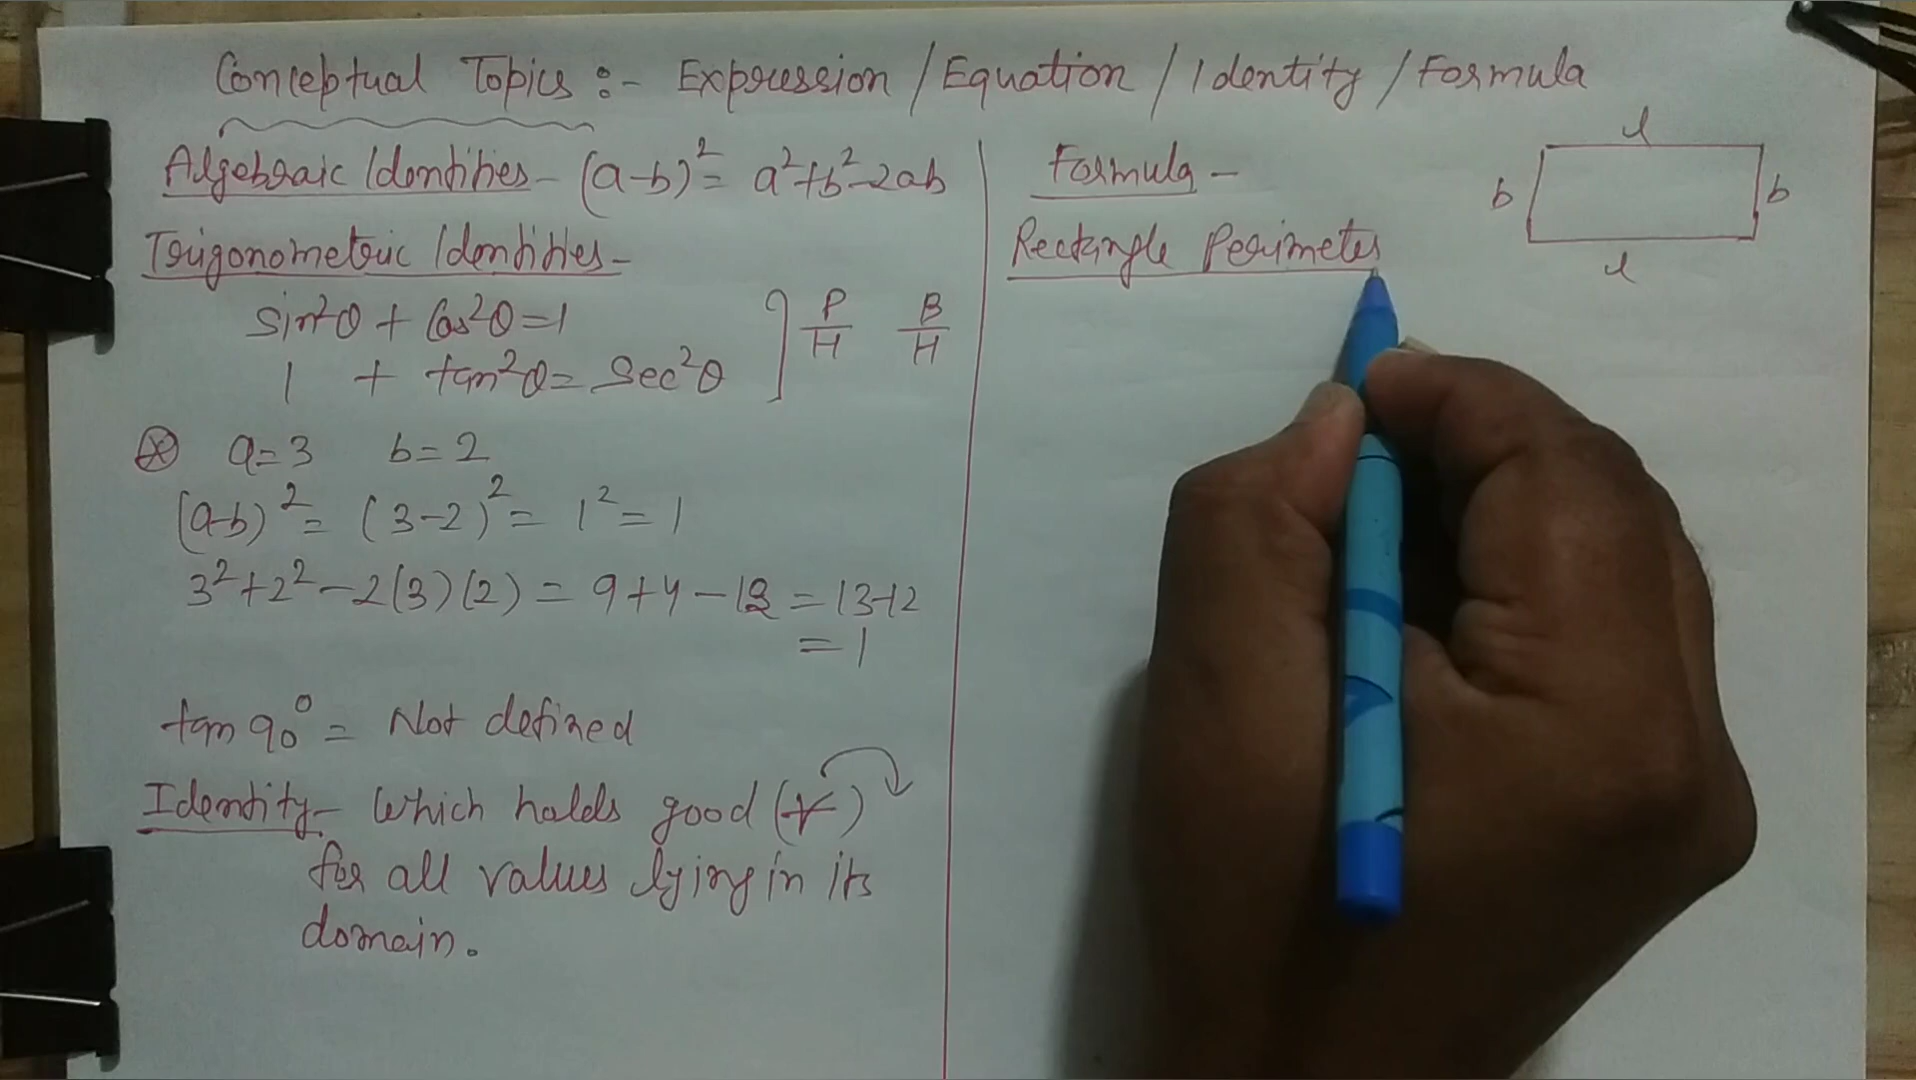 Conceptual Topics :- Expression / Equation / Identity / Formula
Algebraic Identities - (a-b)² = a²+b²-2ab
Trigonometric Identities -
sin²θ + Cos²θ = 1
1 + tan²θ = Sec²θ
P/H B/H
a=3 b=2
(a-b)² = (3-2)² = 1² = 1
3²+2²-2(3)(2) = 9+4-12 = 13-12
= 1
tan 90° = Not defined
Identity - Which holds good
for all values lying in its
domain.
Formula -
Rectangle Perimeter
l
b b
l